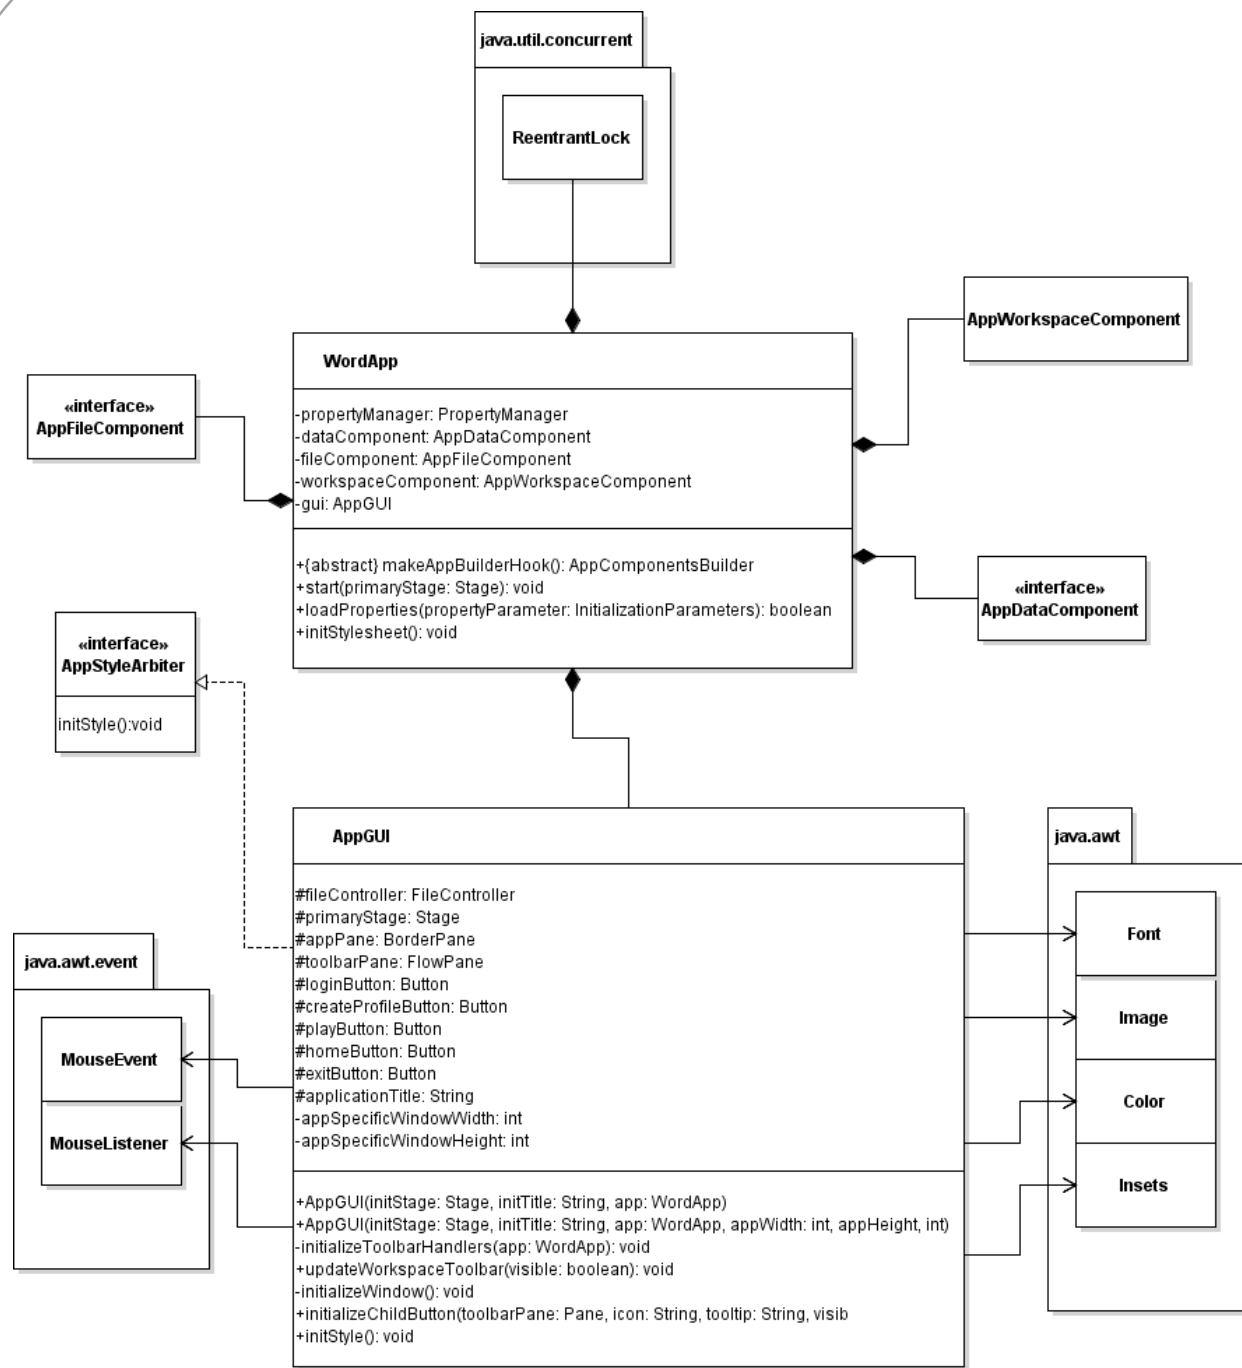 java.util.concurrent
ReentrantLock
AppWorkspaceComponent
WordApp
-propertyManager: PropertyManager
-dataComponent: AppDataComponent
-fileComponent: AppFileComponent
-workspaceComponent: AppWorkspaceComponent
-gui: AppGUI
+{abstract} makeAppBuilderHook(): AppComponentsBuilder
+start(primaryStage: Stage): void
+loadProperties(propertyParameter: InitializationParameters): boolean
+initStylesheet(): void
«interface»
AppFileComponent
«interface»
AppDataComponent
«interface»
AppStyleArbiter
initStyle():void
AppGUI
#fileController: FileController
#primaryStage: Stage
#appPane: BorderPane
#toolbarPane: FlowPane
#loginButton: Button
#createProfileButton: Button
#playButton: Button
#homeButton: Button
#exitButton: Button
#applicationTitle: String
-appSpecificWindowWidth: int
-appSpecificWindowHeight: int
+AppGUI(initStage: Stage, initTitle: String, app: WordApp)
+AppGUI(initStage: Stage, initTitle: String, app: WordApp, appWidth: int, appHeight, int)
-initializeToolbarHandlers(app: WordApp): void
+updateWorkspaceToolbar(visible: boolean): void
-initializeWindow(): void
+initializeChildButton(toolbarPane: Pane, icon: String, tooltip: String, visib
+initStyle(): void
java.awt.event
MouseEvent
MouseListener
java.awt
Font
Image
Color
Insets